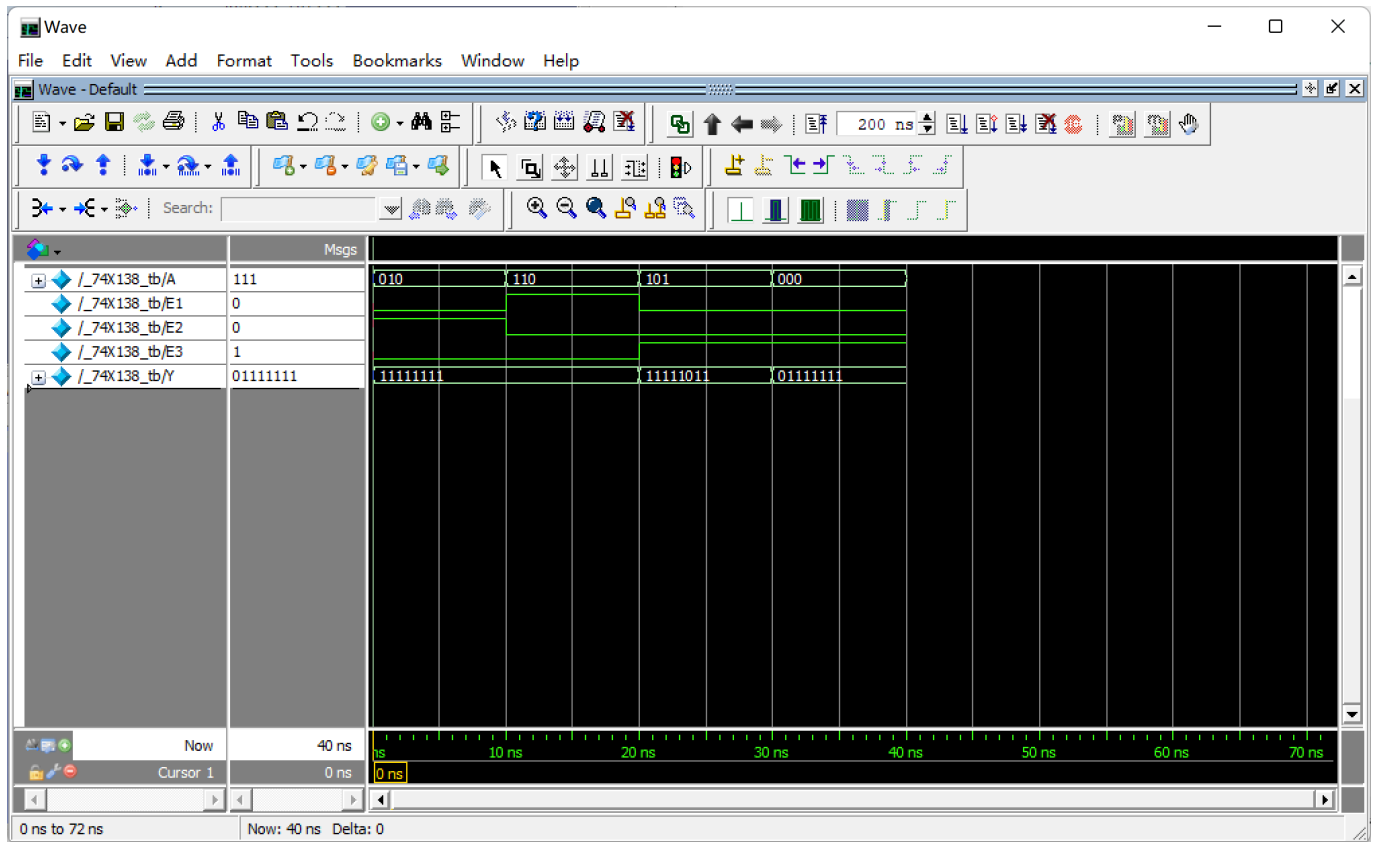 Wave
File Edit View Add Format Tools Bookmarks Window Help
Wave - Default
200 ns
Search:
Msgs
/_74X138_tb/A 111 010 110 101 000
/_74X138_tb/E1 0
/_74X138_tb/E2 0
/_74X138_tb/E3 1
/_74X138_tb/Y 01111111 11111111 11111011 01111111
Now 40 ns ns 10 ns 20 ns 30 ns 40 ns 50 ns 60 ns 70 ns
Cursor 1 0 ns 0 ns
0 ns to 72 ns Now: 40 ns Delta: 0